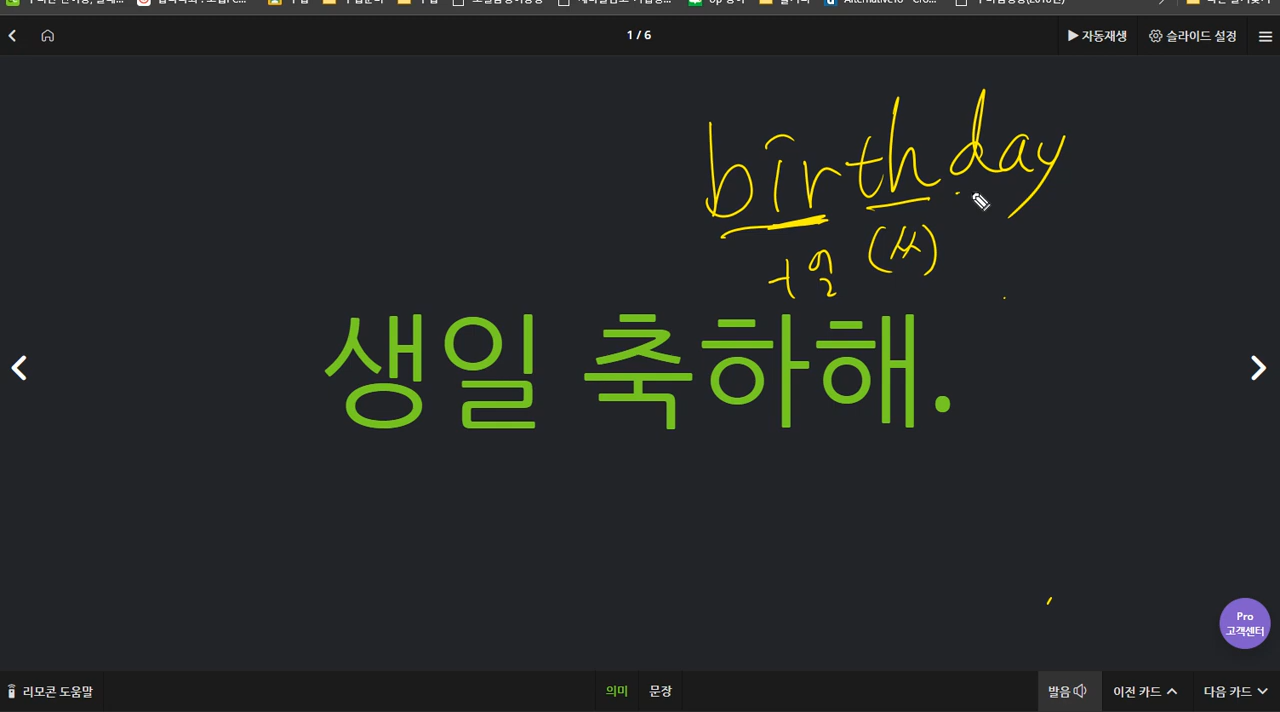 1 / 6
자동재생
슬라이드 설정
birthday
ㅓ일 (ㅆ)
생일 축하해.
Pro
고객센터
리모콘 도움말
의미
문장
발음
이전 카드
다음 카드